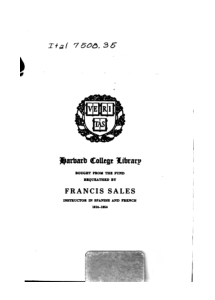 Ital 7508.35
VE RI
TAS
Harvard College Library
BOUGHT FROM THE FUND
BEQUEATHED BY
FRANCIS SALES
INSTRUCTOR IN SPANISH AND FRENCH
1816-1854